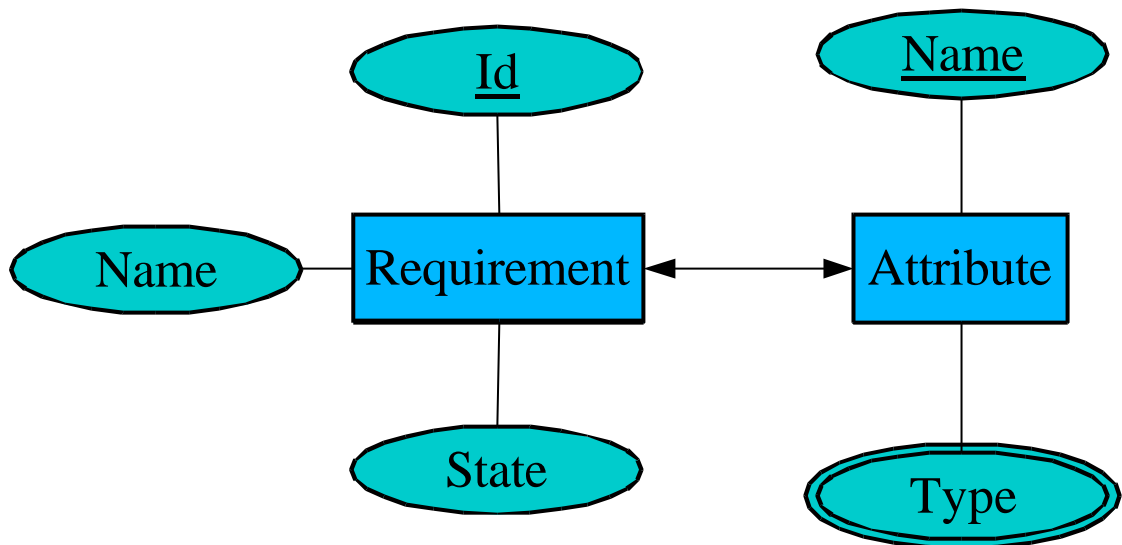 Id
Name
Name
Requirement
Attribute
State
Type